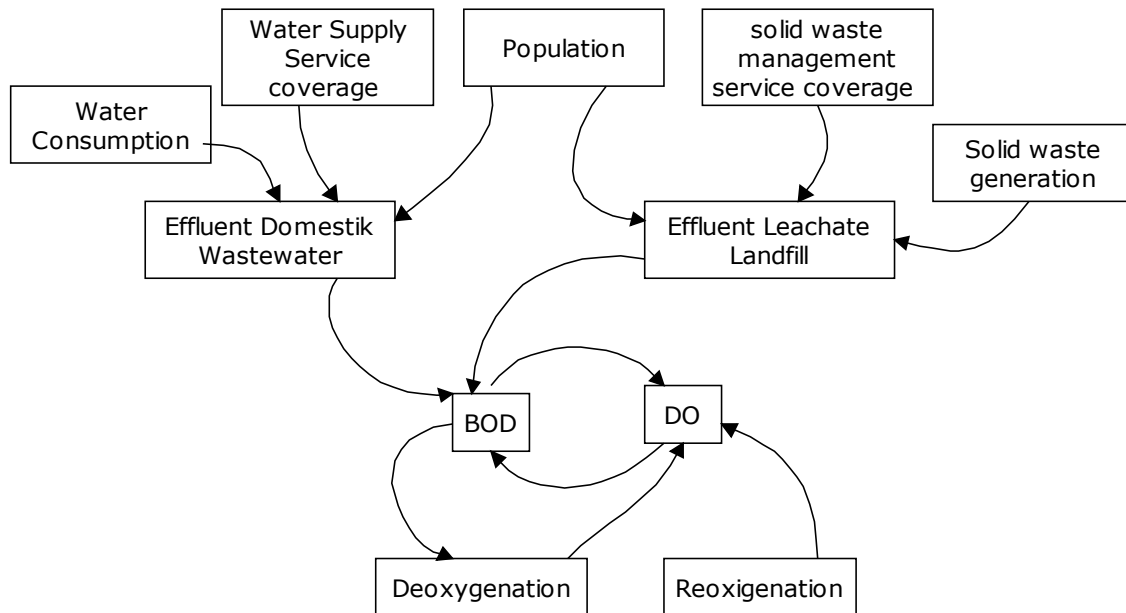 Water Supply
Service
coverage
Population
solid waste
management
service coverage
Water
Consumption
Solid waste
generation
Effluent Domestik
Wastewater
Effluent Leachate
Landfill
BOD
DO
Deoxygenation
Reoxigenation